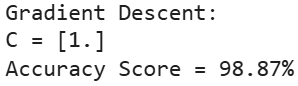 Gradient Descent:
C = [1.]
Accuracy Score = 98.87%